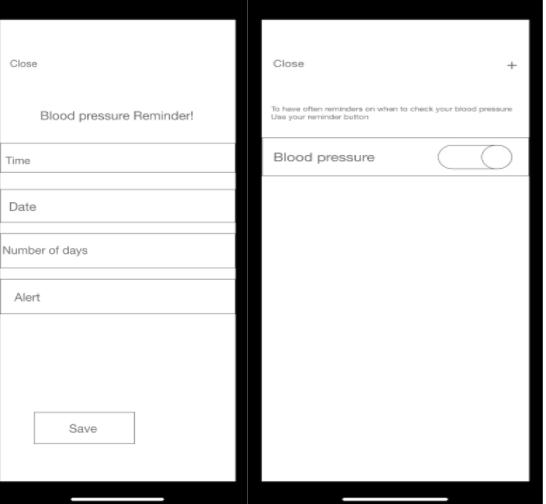 Close
Blood pressure Reminder!
Time
Date
Number of days
Alert
Save
Close +
To have often reminders on when to check your blood pressure
Use your reminder button
Blood pressure